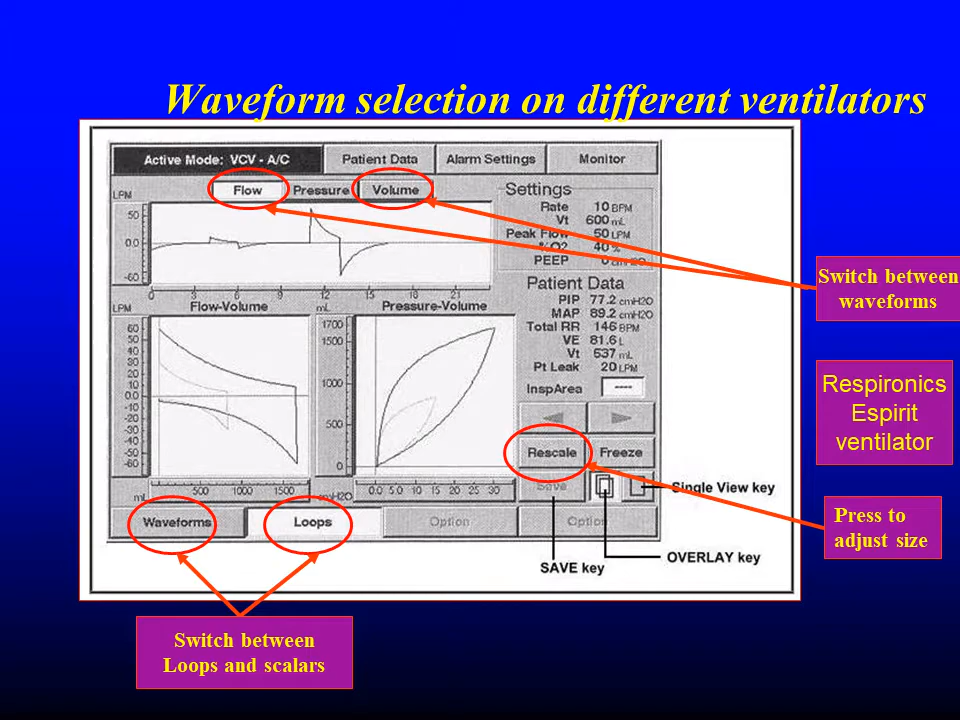 Waveform selection on different ventilators
Active Mode: VCV - A/C
Patient Data
Alarm Settings
Monitor
LPM
Flow
Pressure
Volume
50
0.0
-60
0
3
6
9
12
15
18
21
Settings
Rate 10 BPM
Vt 600 mL
Peak Flow 50 LPM
%O2 40 %
PEEP 0 cmH2O
Patient Data
PIP 77.2 cmH2O
MAP 89.2 cmH2O
Total RR 146 BPM
VE 81.6 L
Vt 537 mL
Pt Leak 20 LPM
InspArea ----
LPM
Flow-Volume
60
50
40
30
20
10
0.0
-10
-20
-30
-40
-50
-60
mL
500
1000
1500
mL
Pressure-Volume
1700
1500
1000
500
0
cmH2O
0.0
5.0
10
15
20
25
30
Rescale
Freeze
Save
Waveforms
Loops
Option
Option
Single View key
OVERLAY key
SAVE key
Switch between
waveforms
Respironics
Espirit
ventilator
Press to
adjust size
Switch between
Loops and scalars